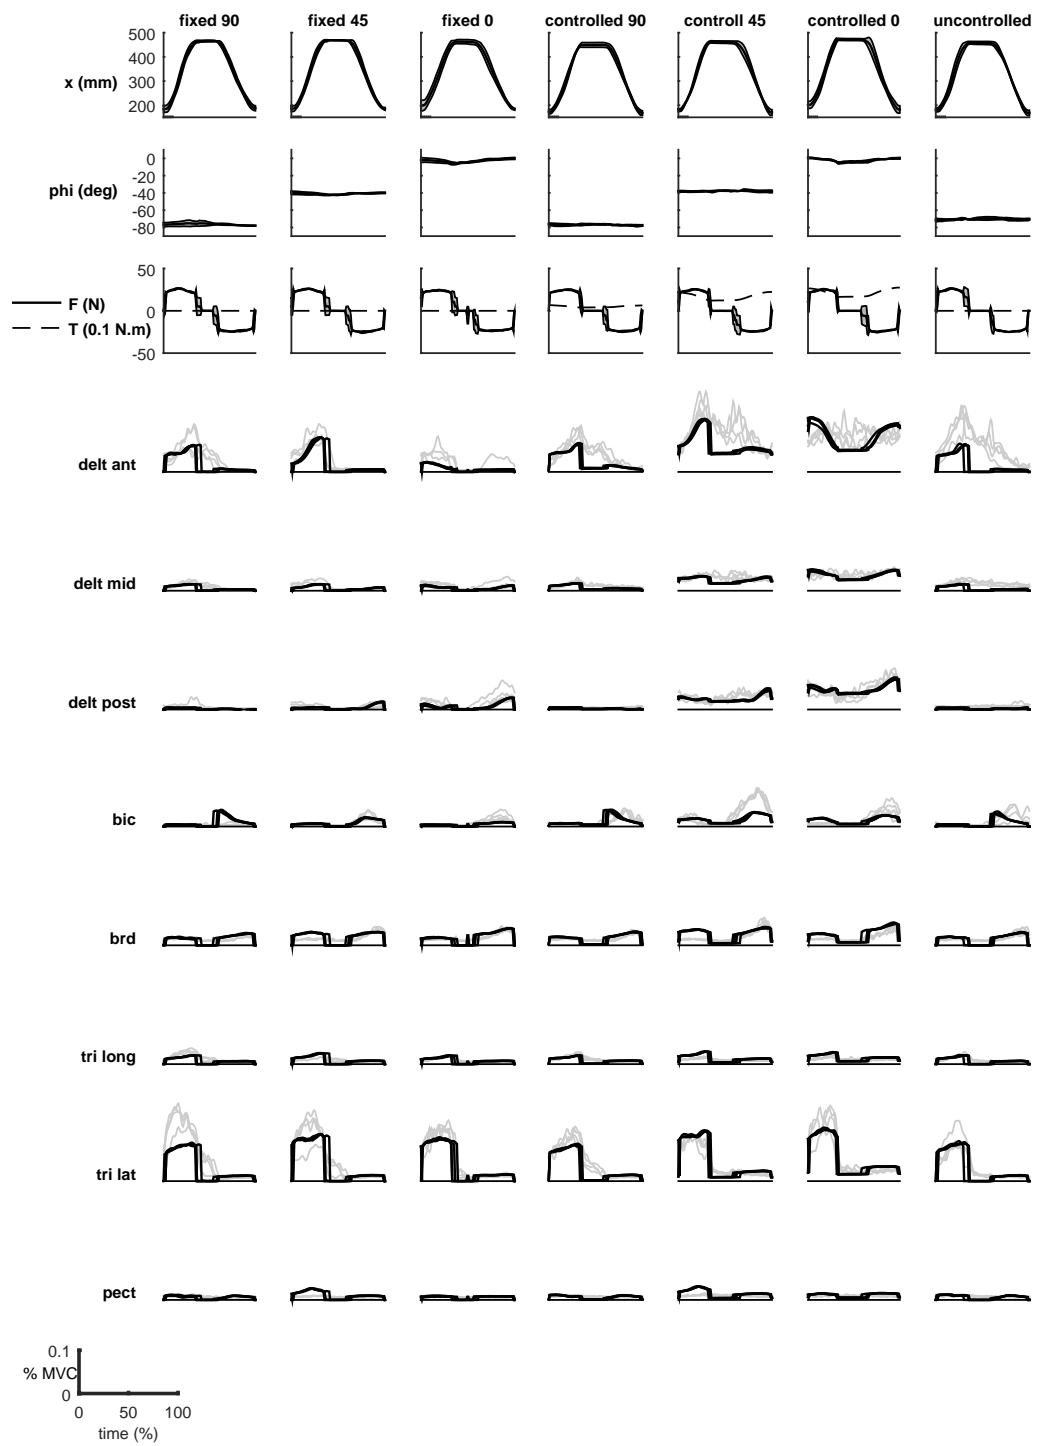 fixed 90 fixed 45 fixed 0 controlled 90 controll 45 controlled 0 uncontrolled
500
400
x (mm)
300
200
0
-20
phi (deg)
-40
-60
-80
50
F (N)
0
T (0.1 N.m)
-50
delt ant
delt mid
delt post
bic
brd
tri long
tri lat
pect
0.1
% MVC
0
0 50 100
time (%)